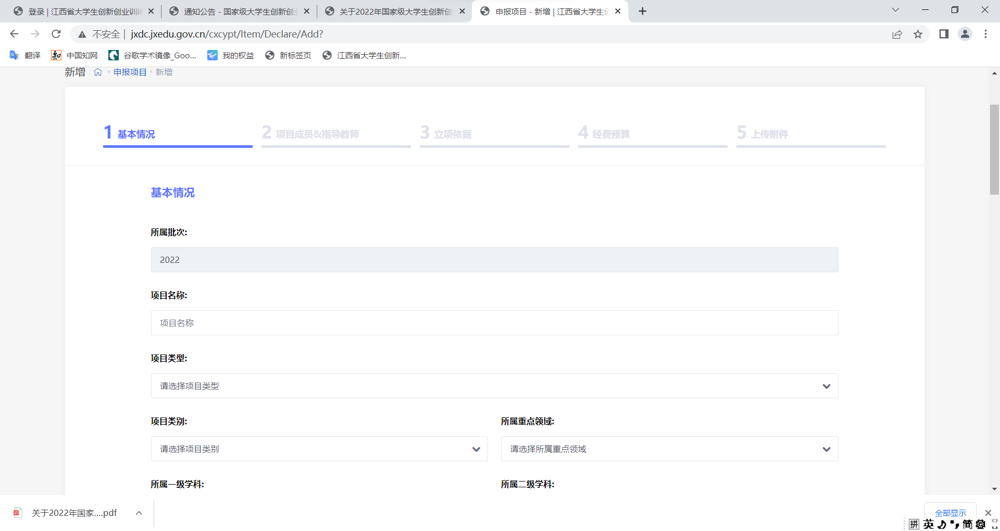 登录 | 江西省大学生创新创业训练
通知公告 - 国家级大学生创新创业
关于2022年国家级大学生创新创业
申报项目 - 新增 | 江西省大学生创
不安全 | jxdc.jxedu.gov.cn/cxcypt/Item/Declare/Add?
翻译 中国知网 谷歌学术镜像_Goo... 我的权益 新标签页 江西省大学生创新...
新增 申报项目 新增
1 基本情况 2 项目成员&指导教师 3 立项依据 4 经费预算 5 上传附件
基本情况
所属批次:
2022
项目名称:
项目名称
项目类型:
请选择项目类型
项目类别: 所属重点领域:
请选择项目类别 请选择所属重点领域
所属一级学科: 所属二级学科:
关于2022年国家....pdf 全部显示
拼 英 简